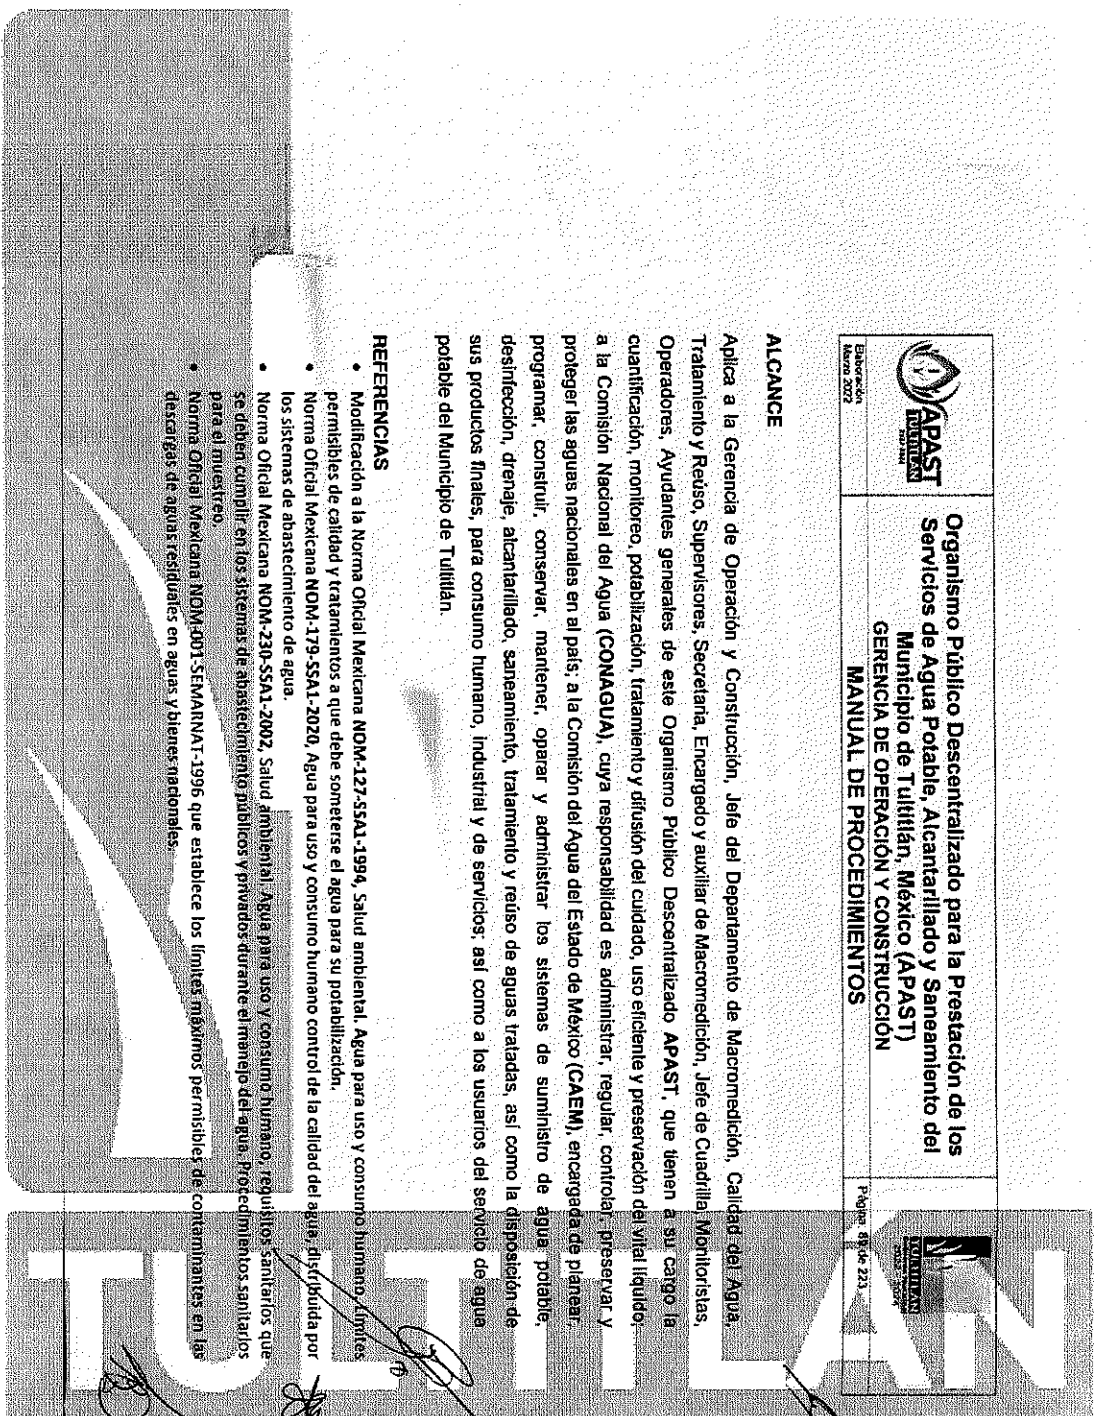 APAST
TULTITLÁN
2022 - 2024
Elaboración
Marzo 2022
Organismo Público Descentralizado para la Prestación de los
Servicios de Agua Potable, Alcantarillado y Saneamiento del
Municipio de Tultitlán, México (APAST)
GERENCIA DE OPERACIÓN Y CONSTRUCCIÓN
MANUAL DE PROCEDIMIENTOS
TULTITLÁN
2022 - 2024
Página. 89 de 223
ALCANCE
Aplica a la Gerencia de Operación y Construcción, Jefe del Departamento de Macromedición, Calidad del Agua,
Tratamiento y Reúso, Supervisores, Secretaria, Encargado y auxiliar de Macromedición, Jefe de Cuadrilla, Monitoristas,
Operadores, Ayudantes generales de este Organismo Público Descentralizado APAST, que tienen a su cargo la
cuantificación, monitoreo, potabilización, tratamiento y difusión del cuidado, uso eficiente y preservación del vital líquido;
a la Comisión Nacional del Agua (CONAGUA), cuya responsabilidad es administrar, regular, controlar, preservar y
proteger las aguas nacionales en al país; a la Comisión del Agua del Estado de México (CAEM), encargada de planear,
programar, construir, conservar, mantener, oparar y administrar los sistemas de suministro de agua potable,
desinfección, drenaje, alcantarillado, saneamiento, tratamiento y reúso de aguas tratadas, así como la disposición de
sus productos finales, para consumo humano, industrial y de servicios; así como a los usuarios del servicio de agua
potable del Municipio de Tultitlán.
REFERENCIAS
• Modificación a la Norma Oficial Mexicana NOM-127-SSA1-1994, Salud ambiental. Agua para uso y consumo humano. Límites
permisibles de calidad y tratamientos a que debe someterse el agua para su potabilización.
• Norma Oficial Mexicana NOM-179-SSA1-2020, Agua para uso y consumo humano control de la calidad del agua, distribuida por
los sistemas de abastecimiento de agua.
• Norma Oficial Mexicana NOM-230-SSA1-2002, Salud ambiental. Agua para uso y consumo humano, requisitos sanitarios que
se deben cumplir en los sistemas de abastecimiento públicos y privados durante el manejo del agua. Procedimientos sanitarios
para el muestreo.
• Norma Oficial Mexicana NOM-001-SEMARNAT-1996 que establece los límites máximos permisibles de contaminantes en las
descargas de aguas residuales en aguas y bienes nacionales.
TULTITLÁN